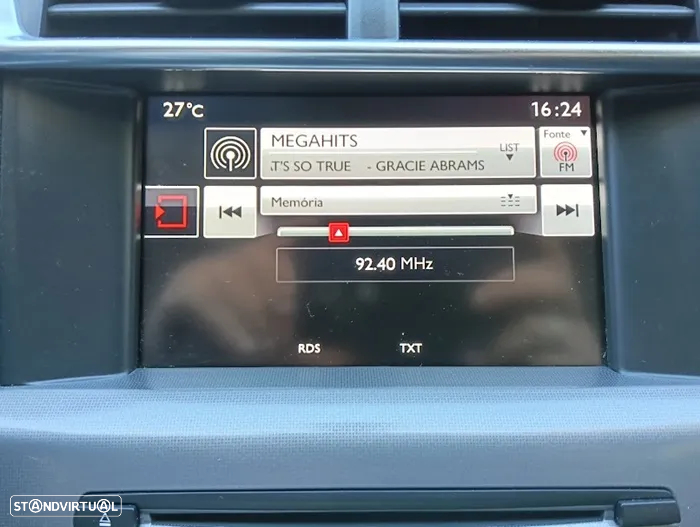 27°C 16:24
MEGAHITS LIST Fonte
.T'S SO TRUE - GRACIE ABRAMS FM
Memória
92.40 MHz
RDS TXT
STANDVIRTUAL